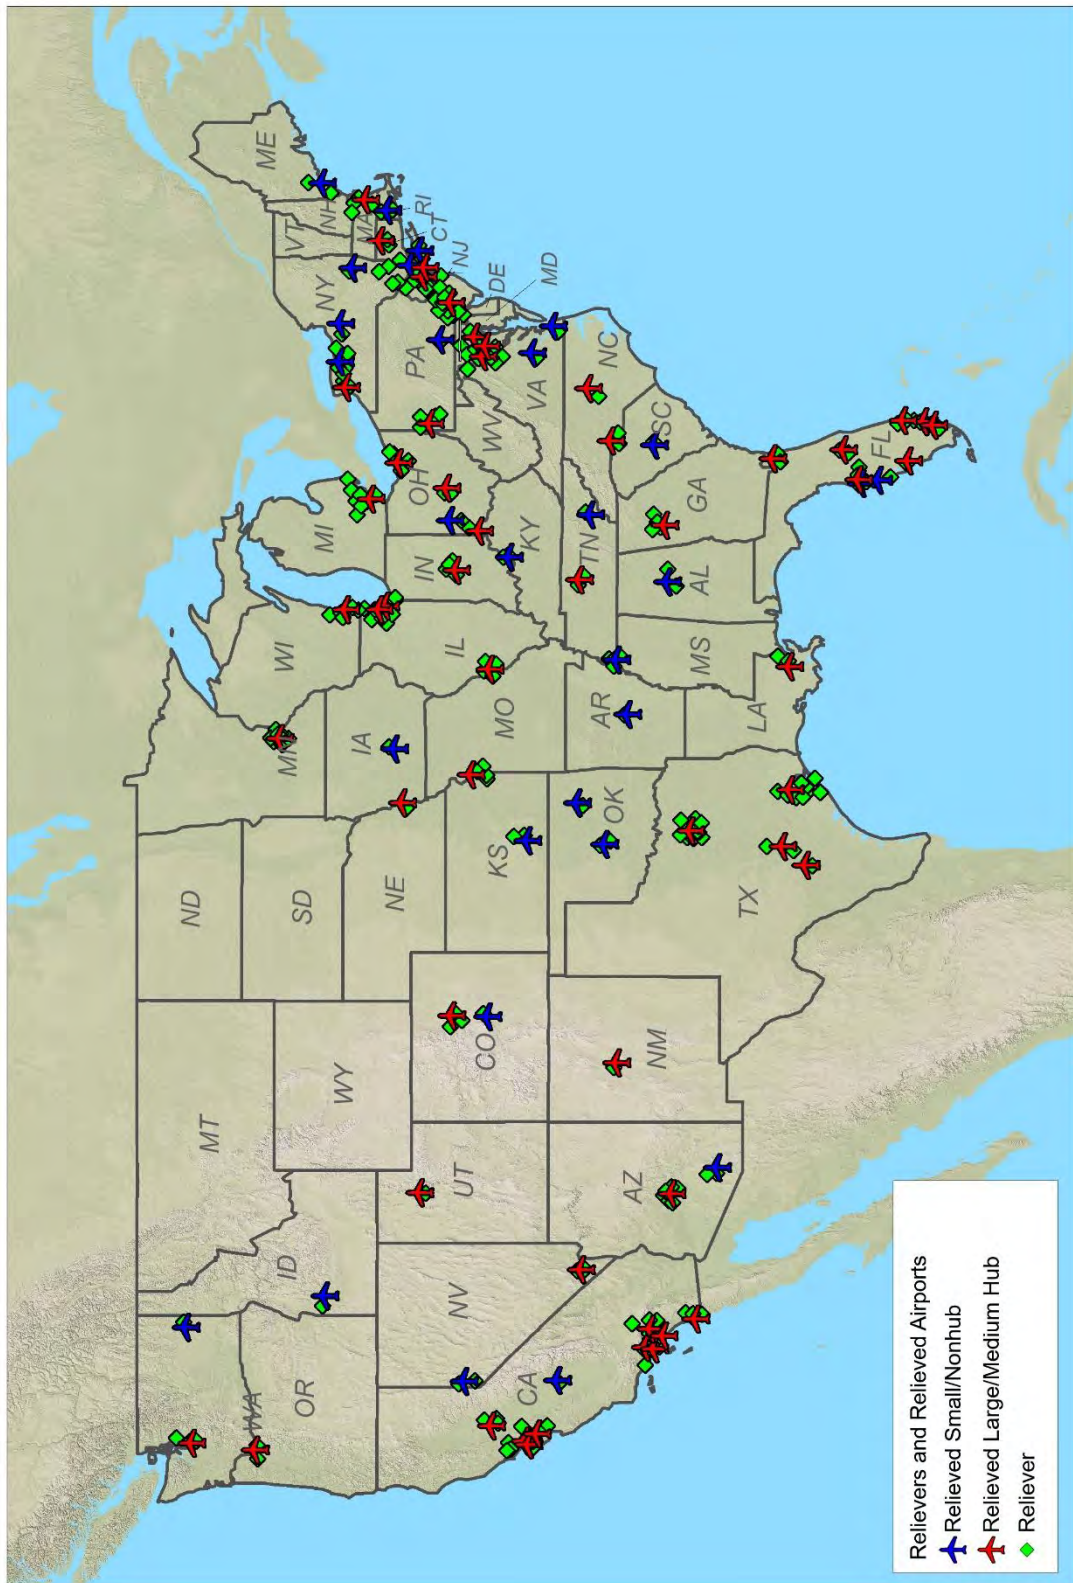 WA
MT
ND
MN
WI
MI
ME
VT
NH
NY
MA
RI
CT
NJ
PA
DE
MD
OR
ID
WY
SD
IA
NE
NV
UT
CO
KS
MO
IL
IN
OH
WV
VA
KY
CA
AZ
NM
OK
AR
TN
NC
SC
TX
LA
MS
AL
GA
FL
Relievers and Relieved Airports
Relieved Small/Nonhub
Relieved Large/Medium Hub
Reliever